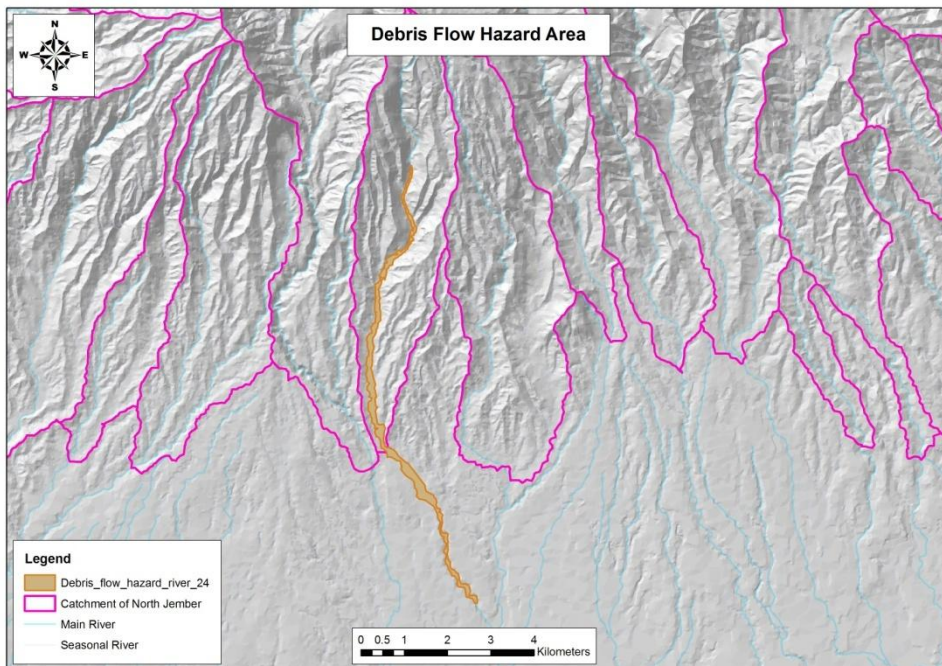 Debris Flow Hazard Area
N
W E
S
Legend
Debris_flow_hazard_river_24
Catchment of North Jember
Main River
Seasonal River
0 0.5 1 2 3 4
Kilometers